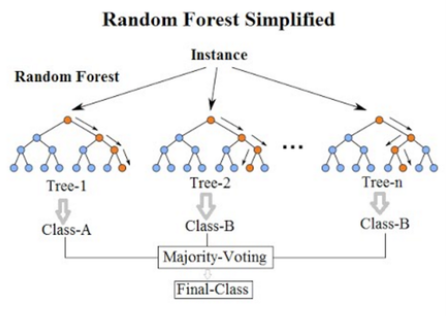 Random Forest Simplified
Instance
Random Forest
...
Tree-1
Tree-2
Tree-n
Class-A
Class-B
Class-B
Majority-Voting
Final-Class